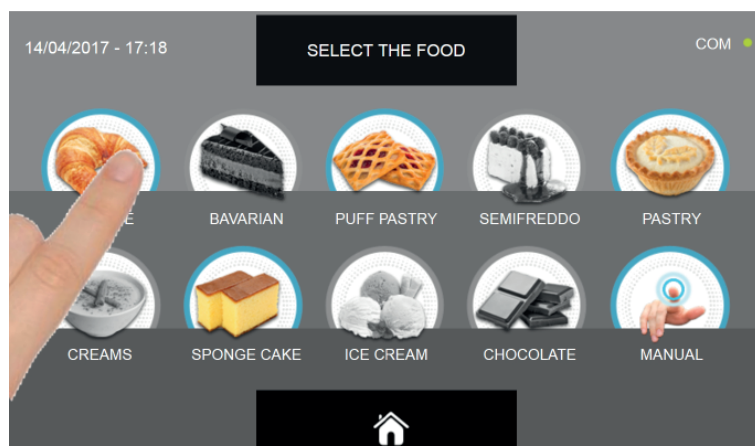 14/04/2017 - 17:18
SELECT THE FOOD
COM
BAVARIAN
PUFF PASTRY
SEMIFREDDO
PASTRY
CREAMS
SPONGE CAKE
ICE CREAM
CHOCOLATE
MANUAL